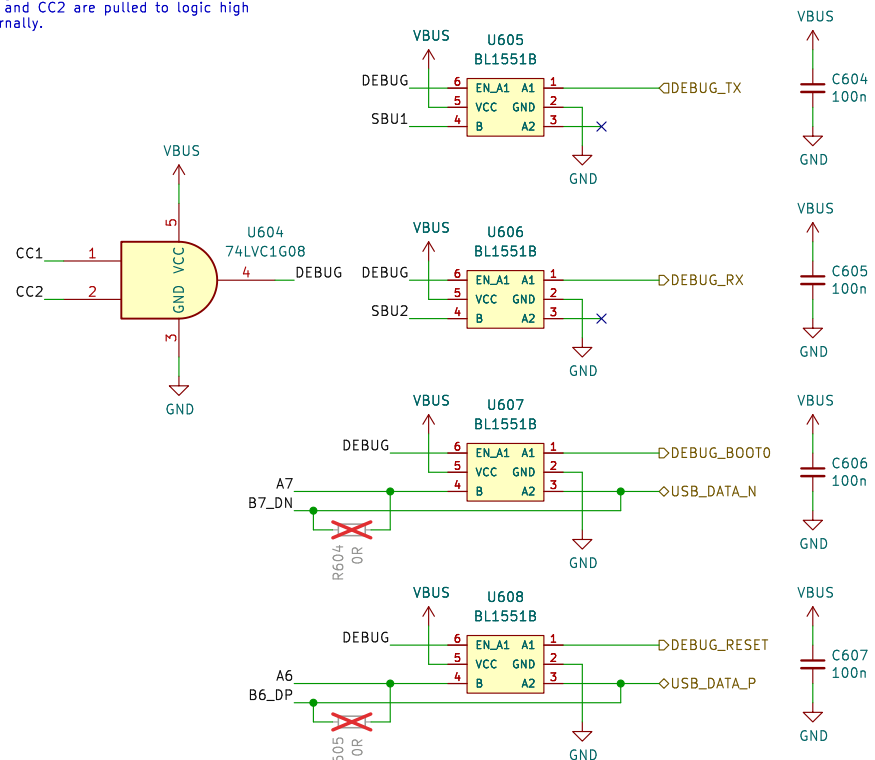 and CC2 are pulled to logic high
rnally.
VBUS
5
VCC
U604
74LVC1G08
CC1
1
CC2
2
4
DEBUG
GND
3
GND
VBUS
U605
BL1551B
DEBUG
6
EN_A1
A1
1
DEBUG_TX
5
VCC
GND
2
SBU1
4
B
A2
3
GND
VBUS
C604
100n
GND
VBUS
U606
BL1551B
DEBUG
6
EN_A1
A1
1
DEBUG_RX
5
VCC
GND
2
SBU2
4
B
A2
3
GND
VBUS
C605
100n
GND
VBUS
U607
BL1551B
DEBUG
6
EN_A1
A1
1
DEBUG_BOOT0
5
VCC
GND
2
A7
4
B
A2
3
USB_DATA_N
B7_DN
R604
0R
GND
VBUS
C606
100n
GND
VBUS
U608
BL1551B
DEBUG
6
EN_A1
A1
1
DEBUG_RESET
5
VCC
GND
2
A6
4
B
A2
3
USB_DATA_P
B6_DP
605
0R
GND
VBUS
C607
100n
GND